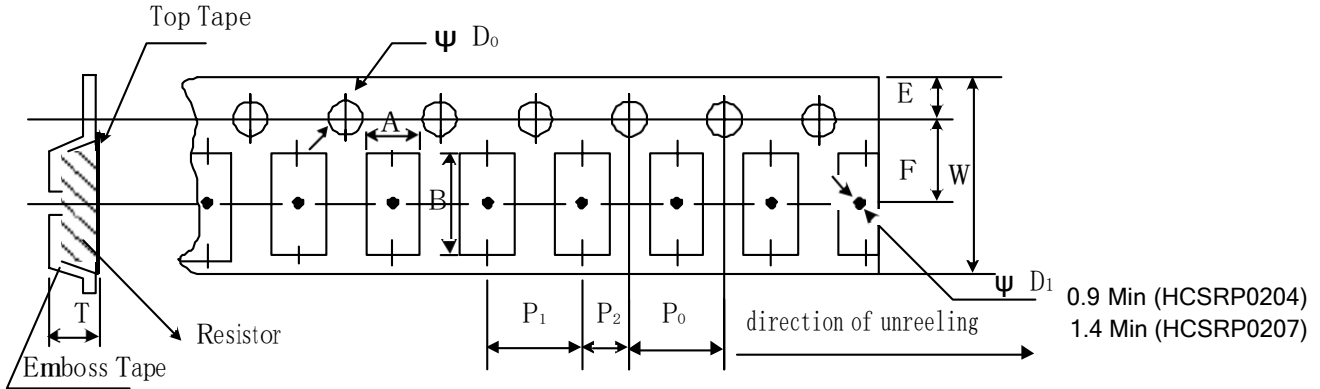 Top Tape
Ψ D₀
E
A
F
W
B
Ψ D₁
0.9 Min (HCSRP0204)
1.4 Min (HCSRP0207)
T
P₁
P₂
P₀
direction of unreeling
Resistor
Emboss Tape